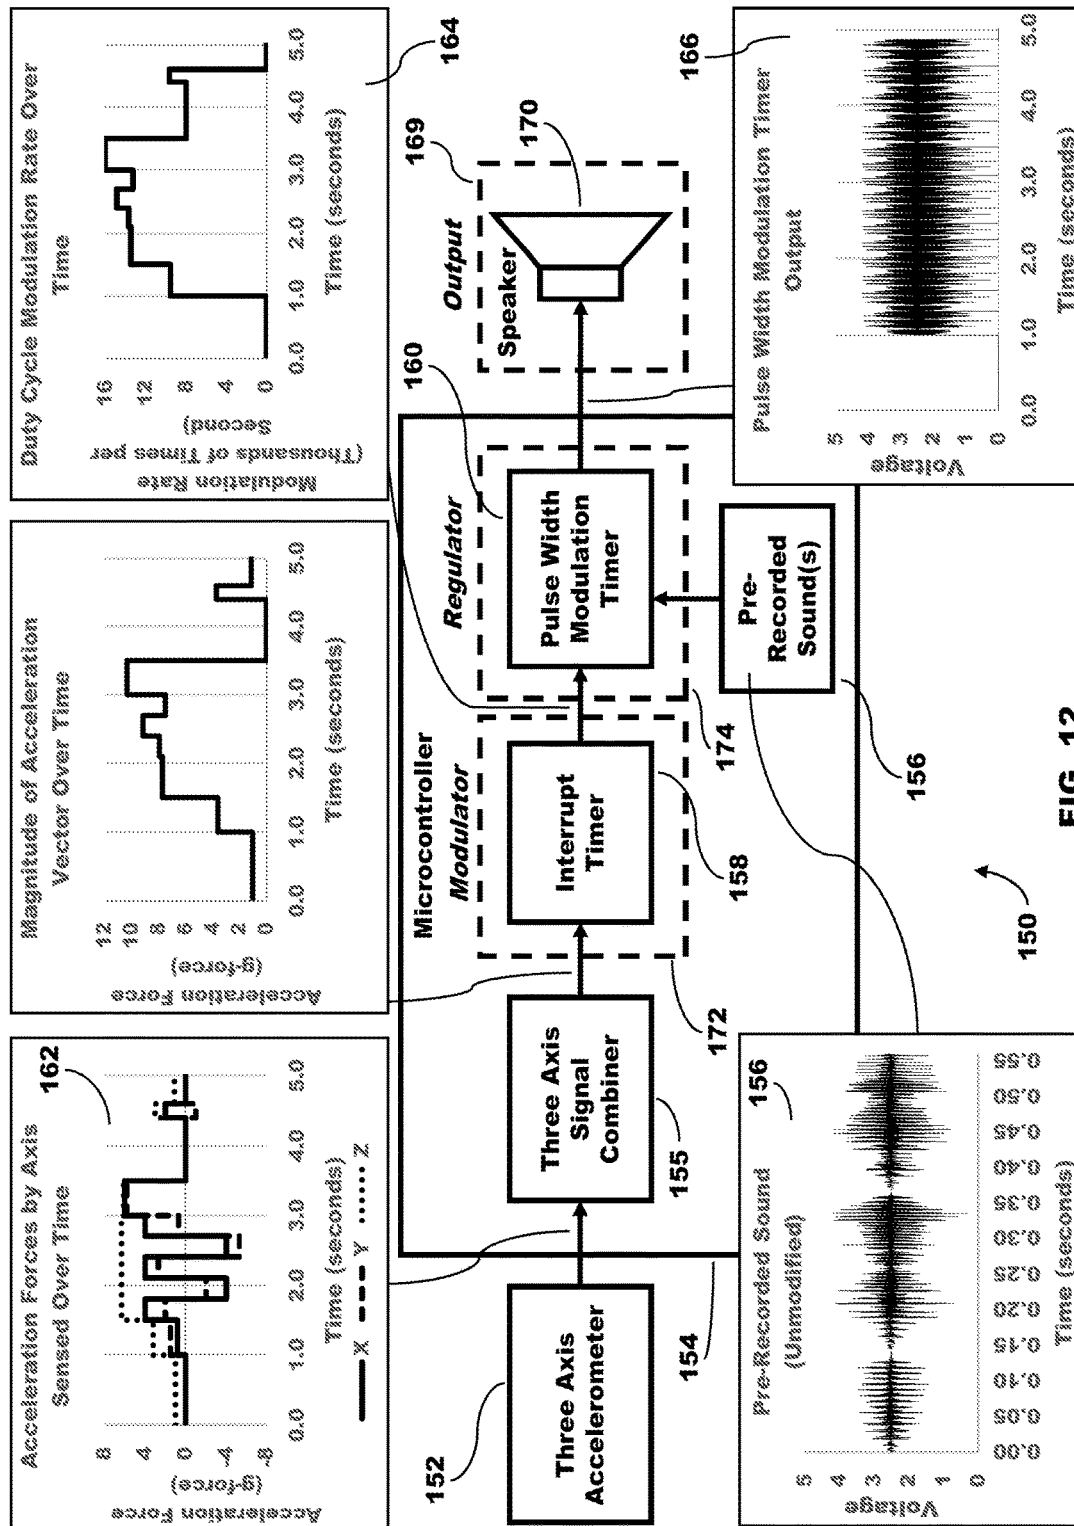 Acceleration Forces by Axis
Sensed Over Time
162
Acceleration Force
(g-force)
8
4
0
-4
-8
0.0 1.0 2.0 3.0 4.0 5.0
Time (seconds)
X Y Z
Magnitude of Acceleration
Vector Over Time
Acceleration Force
(g-force)
12
10
8
6
4
2
0
0.0 1.0 2.0 3.0 4.0 5.0
Time (seconds)
Duty Cycle Modulation Rate Over
Time
Modulation Rate
(Thousands of Times per
Second)
16
12
8
4
0
0.0 1.0 2.0 3.0 4.0 5.0
Time (seconds)
164
152
Three Axis
Accelerometer
154
Microcontroller
Three Axis
Signal
Combiner
155
Modulator
Interrupt
Timer
158
172
Regulator
160
Pulse Width
Modulation
Timer
174
Output
169
Speaker
170
Pre-
Recorded
Sound(s)
156
Pre-Recorded Sound
(Unmodified)
156
Voltage
5
4
3
2
1
0
0.00 0.05 0.10 0.15 0.20 0.25 0.30 0.35 0.40 0.45 0.50 0.55
Time (seconds)
Pulse Width Modulation Timer
Output
166
Voltage
5
4
3
2
1
0
0.0 1.0 2.0 3.0 4.0 5.0
Time (seconds)
150
FIG. 12